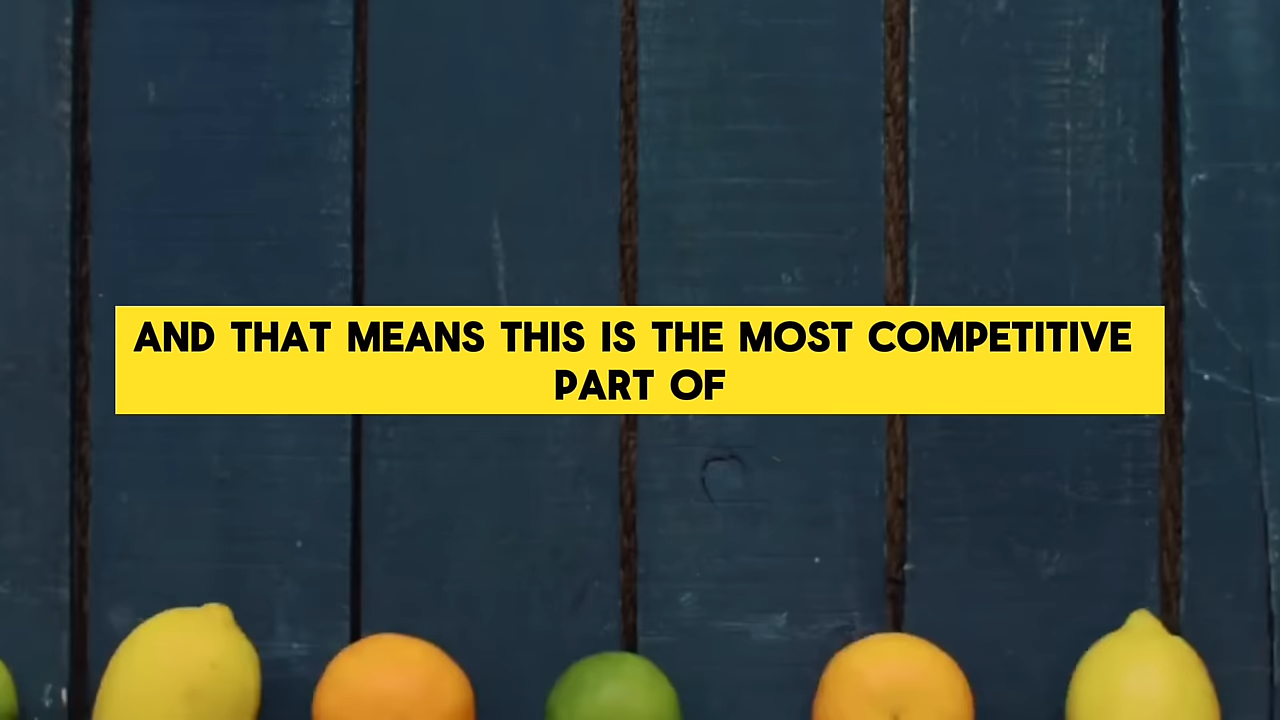 AND THAT MEANS THIS IS THE MOST COMPETITIVE
PART OF